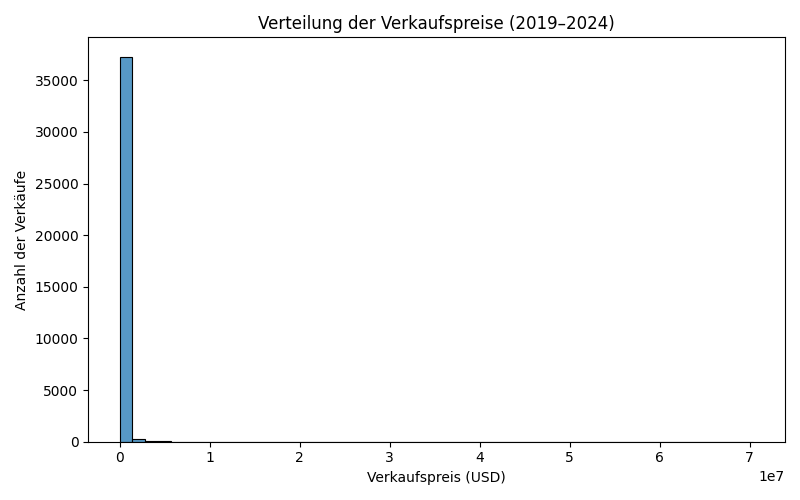 Verteilung der Verkaufspreise (2019–2024)
Anzahl der Verkäufe
35000
30000
25000
20000
15000
10000
5000
0
0 1 2 3 4 5 6 7
1e7
Verkaufspreis (USD)